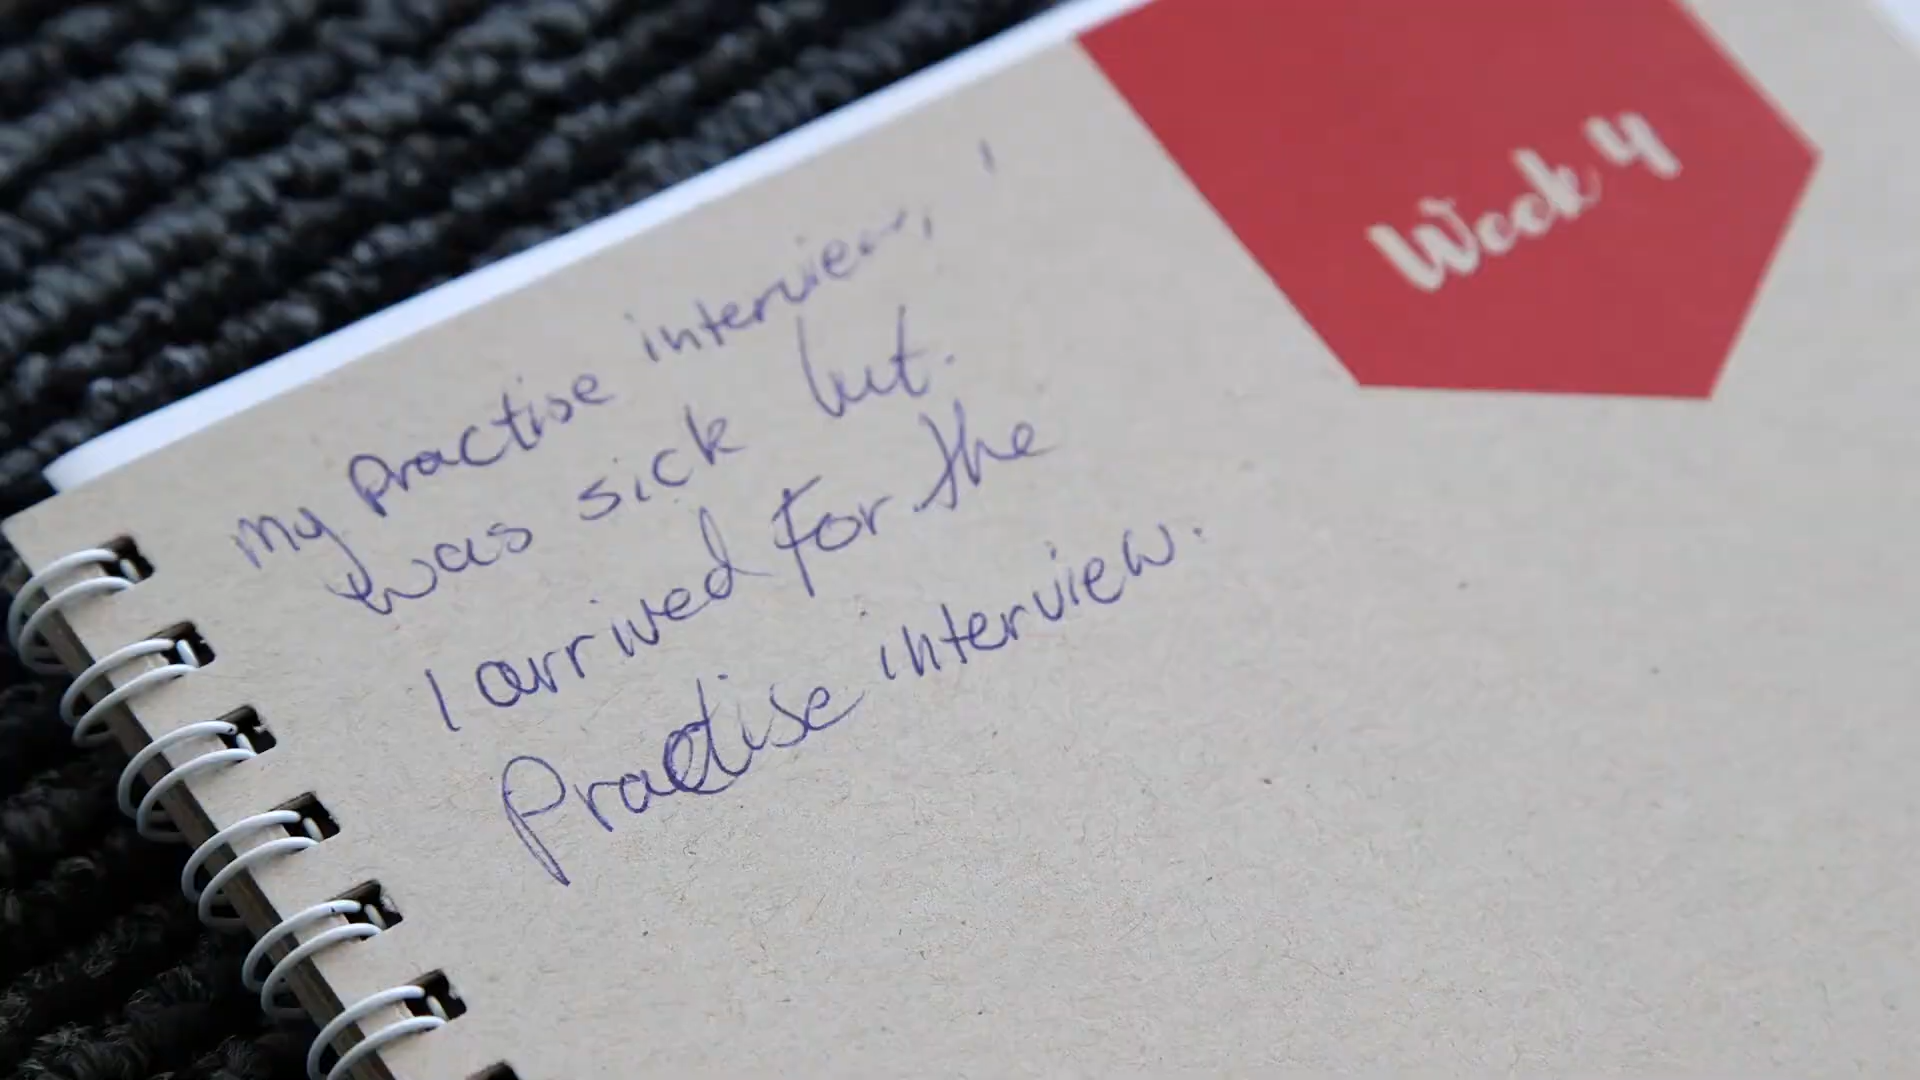 Week 4
my practise interview, I
was sick but.
I arrived for the
Practise interview.